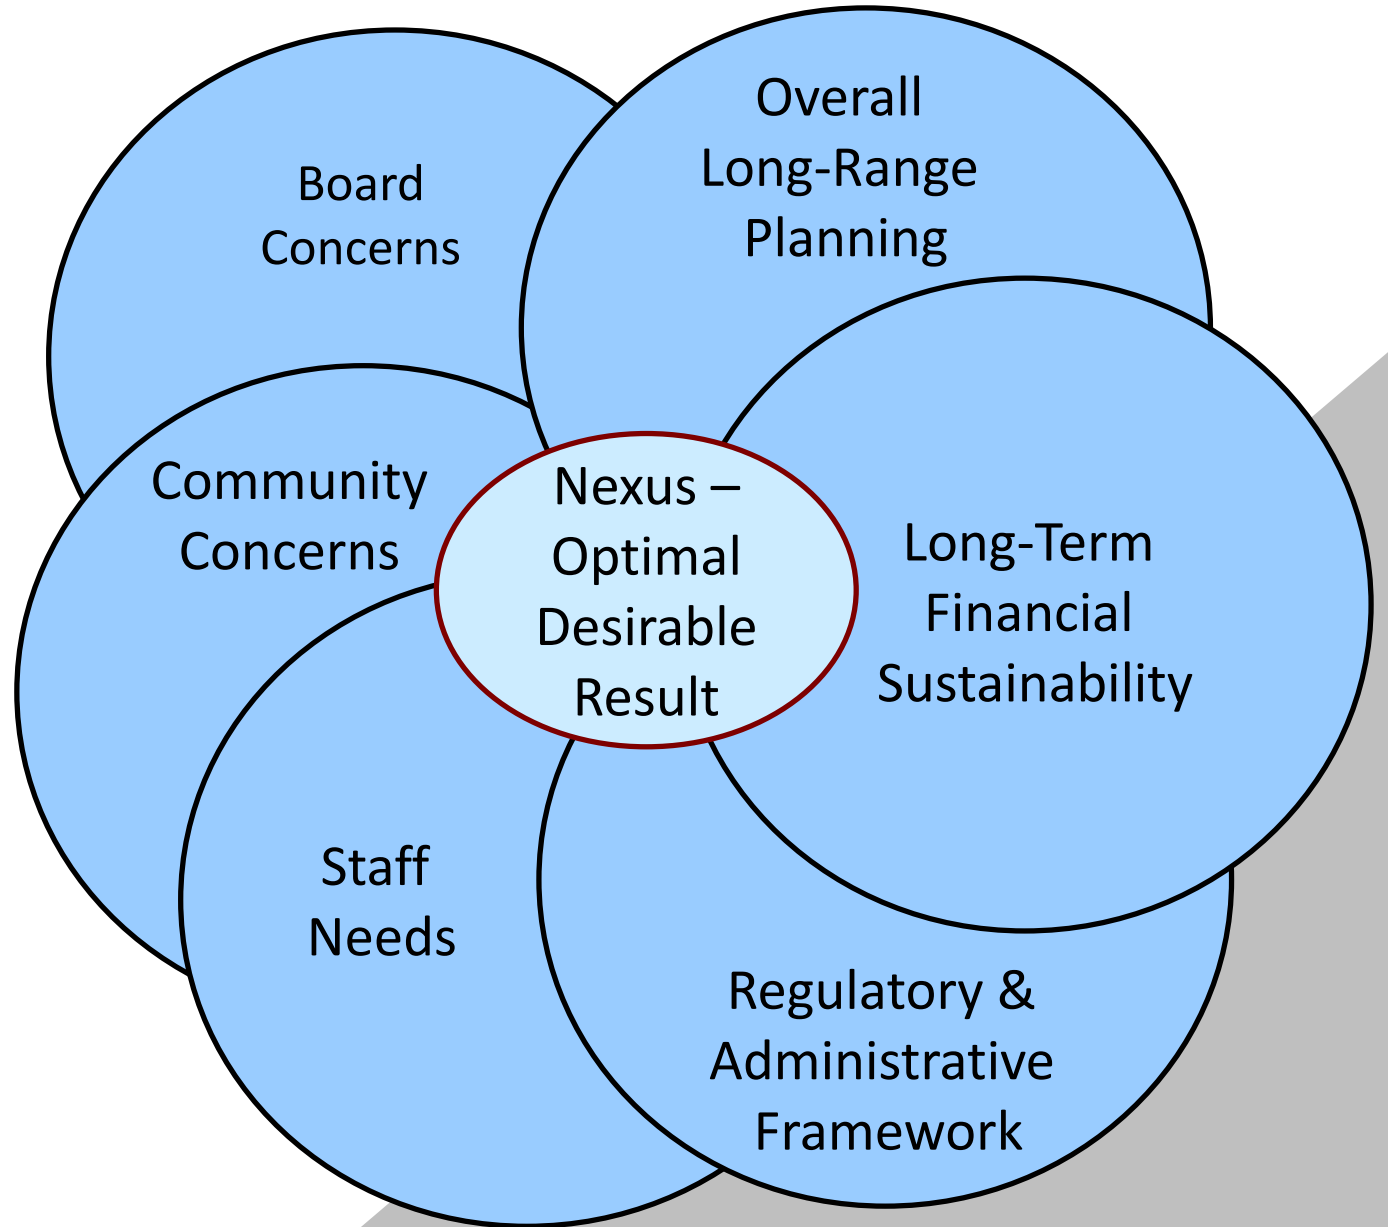 Board
Concerns
Overall
Long-Range
Planning
Community
Concerns
Nexus –
Optimal
Desirable
Result
Long-Term
Financial
Sustainability
Staff
Needs
Regulatory &
Administrative
Framework